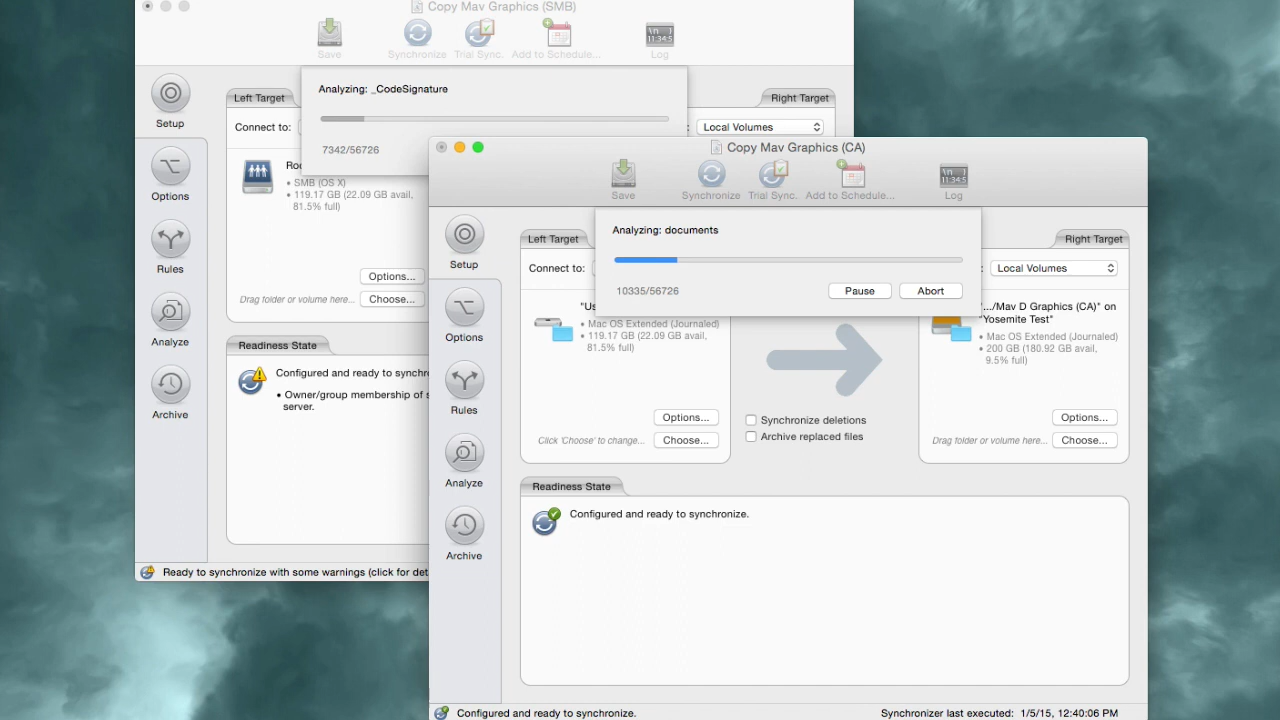 Copy Mav Graphics (SMB)
Save
Synchronize
Trial Sync.
Add to Schedule...
Log
Setup
Options
Rules
Analyze
Archive
Left Target
Right Target
Analyzing: _CodeSignature
7342/56726
Connect to:
: Local Volumes
• SMB (OS X)
• 119.17 GB (22.09 GB avail,
81.5% full)
Options...
Drag folder or volume here...
Choose...
Readiness State
Configured and ready to synchro
• Owner/group membership of s
server.
Ready to synchronize with some warnings (click for det
Copy Mav Graphics (CA)
Save
Synchronize
Trial Sync.
Add to Schedule...
Log
Setup
Options
Rules
Analyze
Archive
Left Target
Right Target
Analyzing: documents
10335/56726
Pause
Abort
Connect to:
: Local Volumes
"Us
• Mac OS Extended (Journaled)
• 119.17 GB (22.09 GB avail,
81.5% full)
Options...
Click 'Choose' to change...
Choose...
Synchronize deletions
Archive replaced files
".../Mav D Graphics (CA)" on
"Yosemite Test"
• Mac OS Extended (Journaled)
• 200 GB (180.92 GB avail,
9.5% full)
Options...
Drag folder or volume here...
Choose...
Readiness State
Configured and ready to synchronize.
Configured and ready to synchronize.
Synchronizer last executed: 1/5/15, 12:40:06 PM